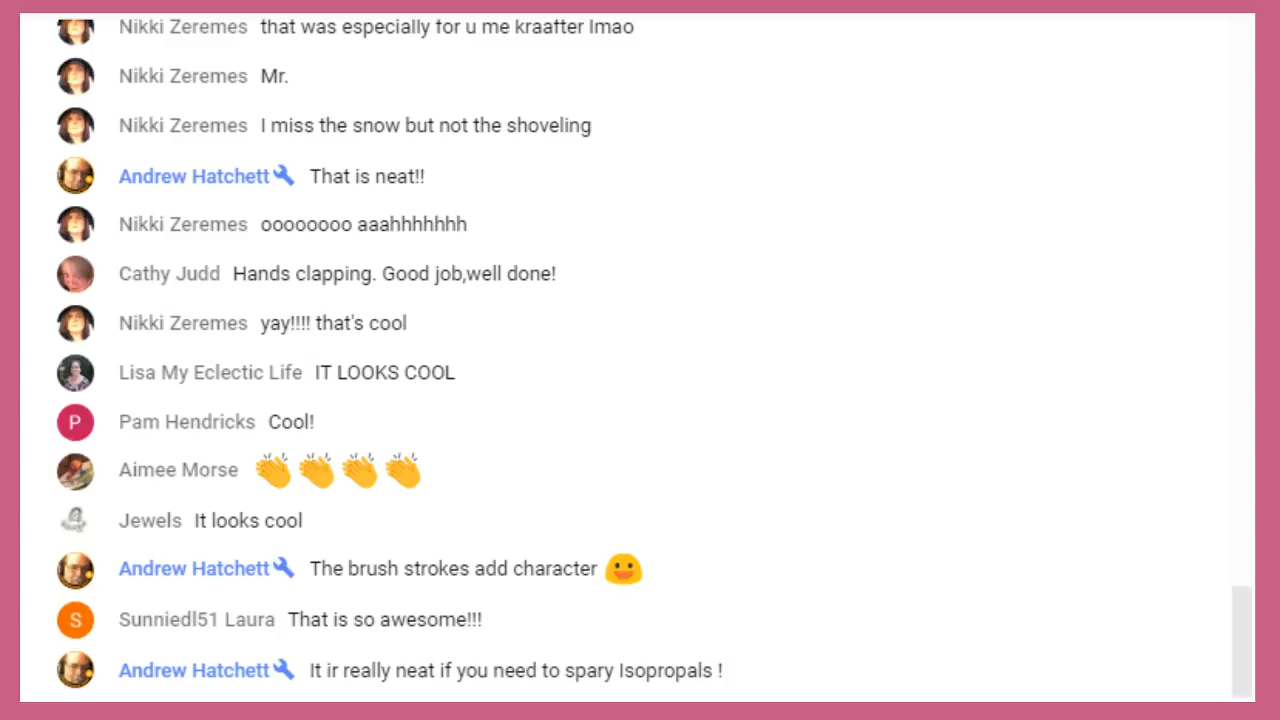 Nikki Zeremes that was especially for u me kraafter lmao
Nikki Zeremes Mr.
Nikki Zeremes I miss the snow but not the shoveling
Andrew Hatchett That is neat!!
Nikki Zeremes oooooooo aaahhhhhhh
Cathy Judd Hands clapping. Good job,well done!
Nikki Zeremes yay!!!! that's cool
Lisa My Eclectic Life IT LOOKS COOL
P Pam Hendricks Cool!
Aimee Morse 👏 👏 👏 👏
Jewels It looks cool
Andrew Hatchett The brush strokes add character 😀
S Sunniedl51 Laura That is so awesome!!!
Andrew Hatchett It ir really neat if you need to spary Isopropals !